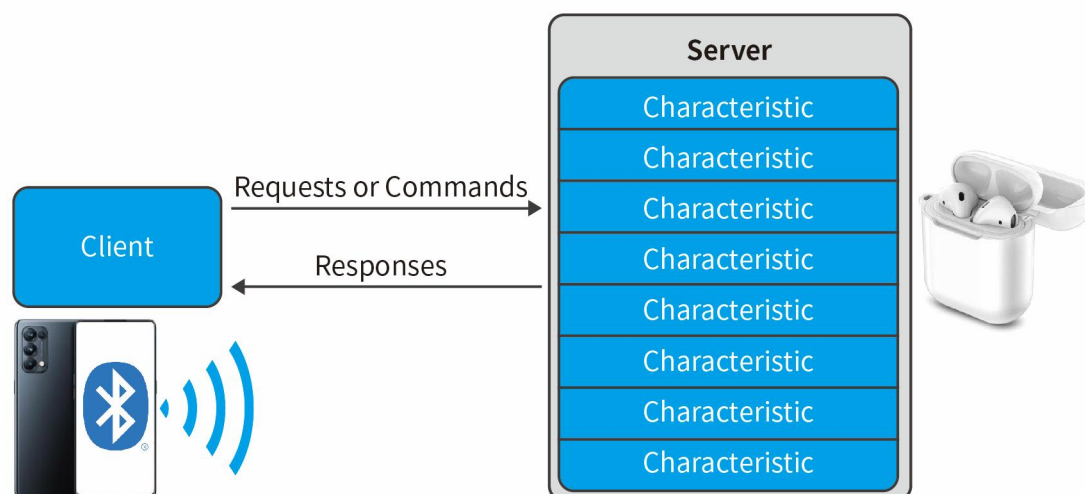 Server
Characteristic
Characteristic
Characteristic
Characteristic
Characteristic
Characteristic
Characteristic
Characteristic
Client
Requests or Commands
Responses